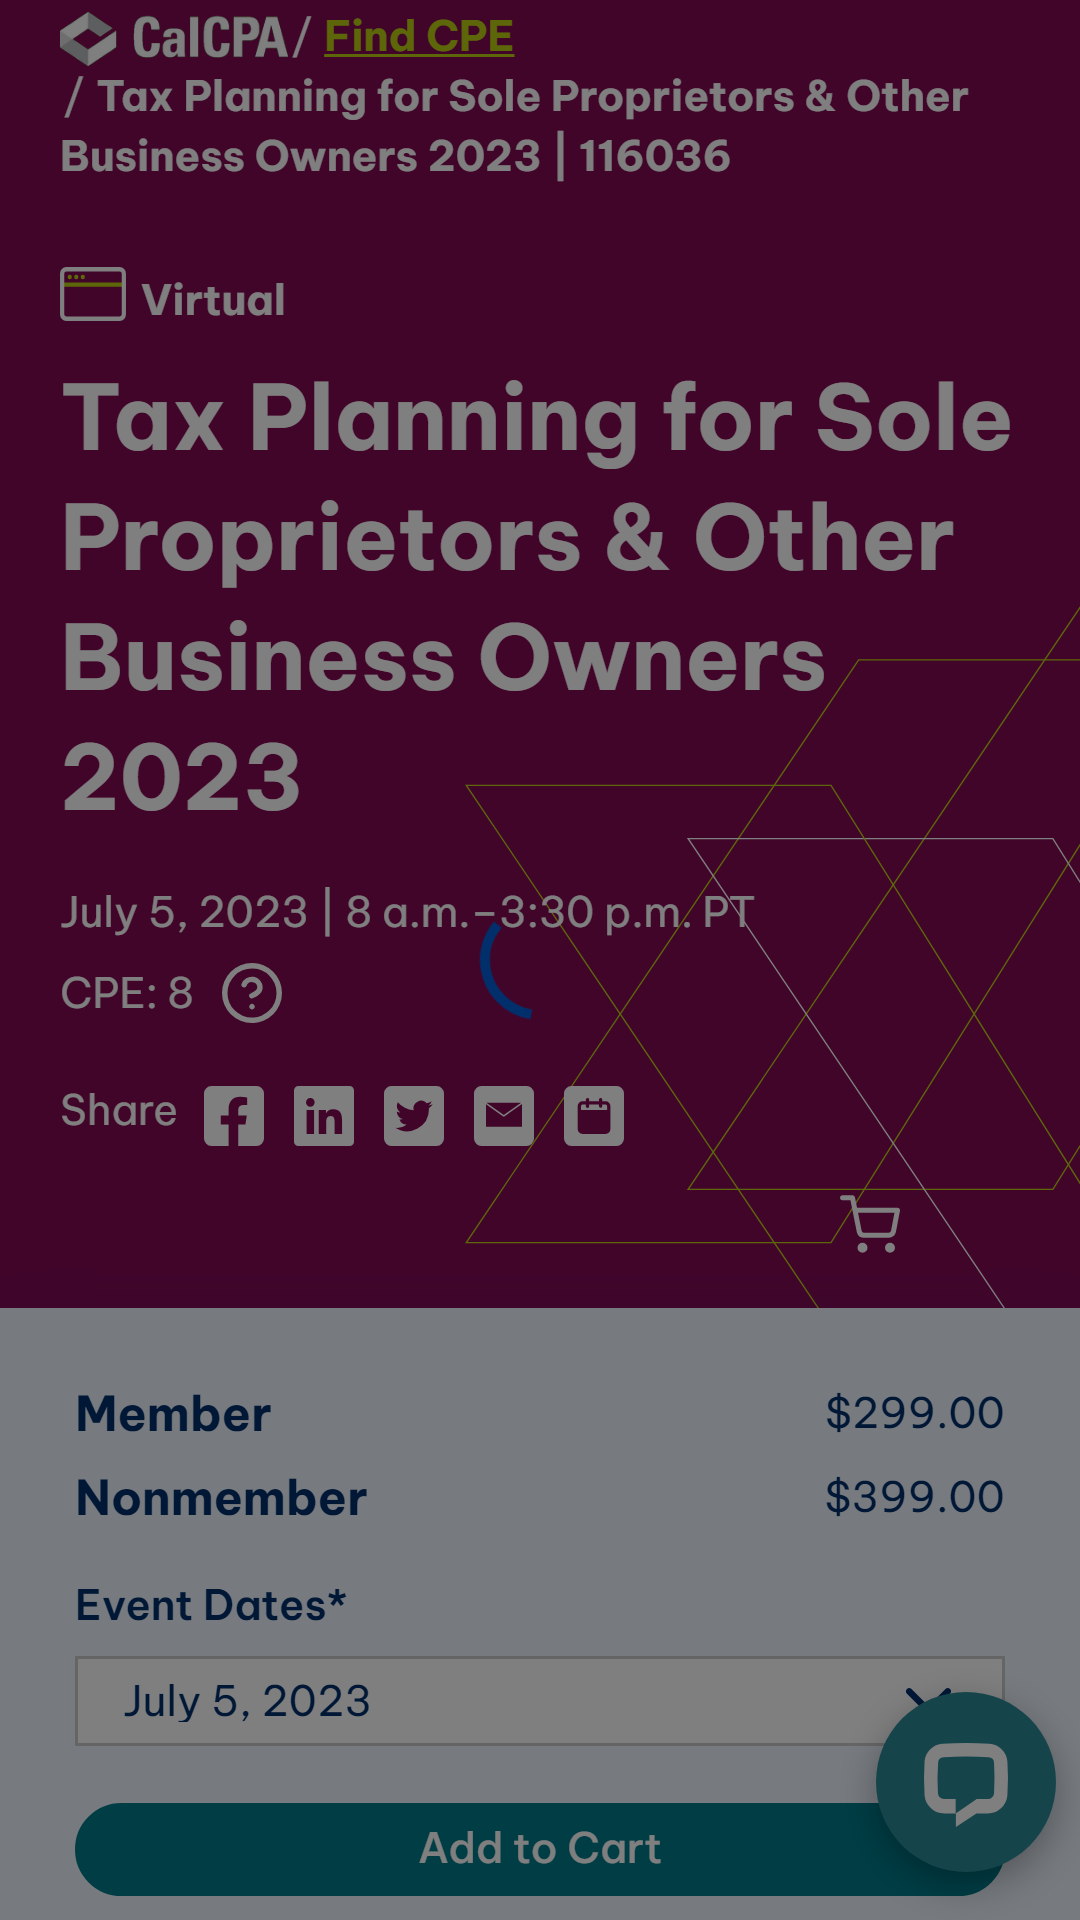 CalCPA / Find CPE
/ Tax Planning for Sole Proprietors & Other
Business Owners 2023 | 116036
Virtual
Tax Planning for Sole
Proprietors & Other
Business Owners
2023
July 5, 2023 | 8 a.m.–3:30 p.m. PT
CPE: 8 ?
Share
Member $299.00
Nonmember $399.00
Event Dates*
July 5, 2023
Add to Cart